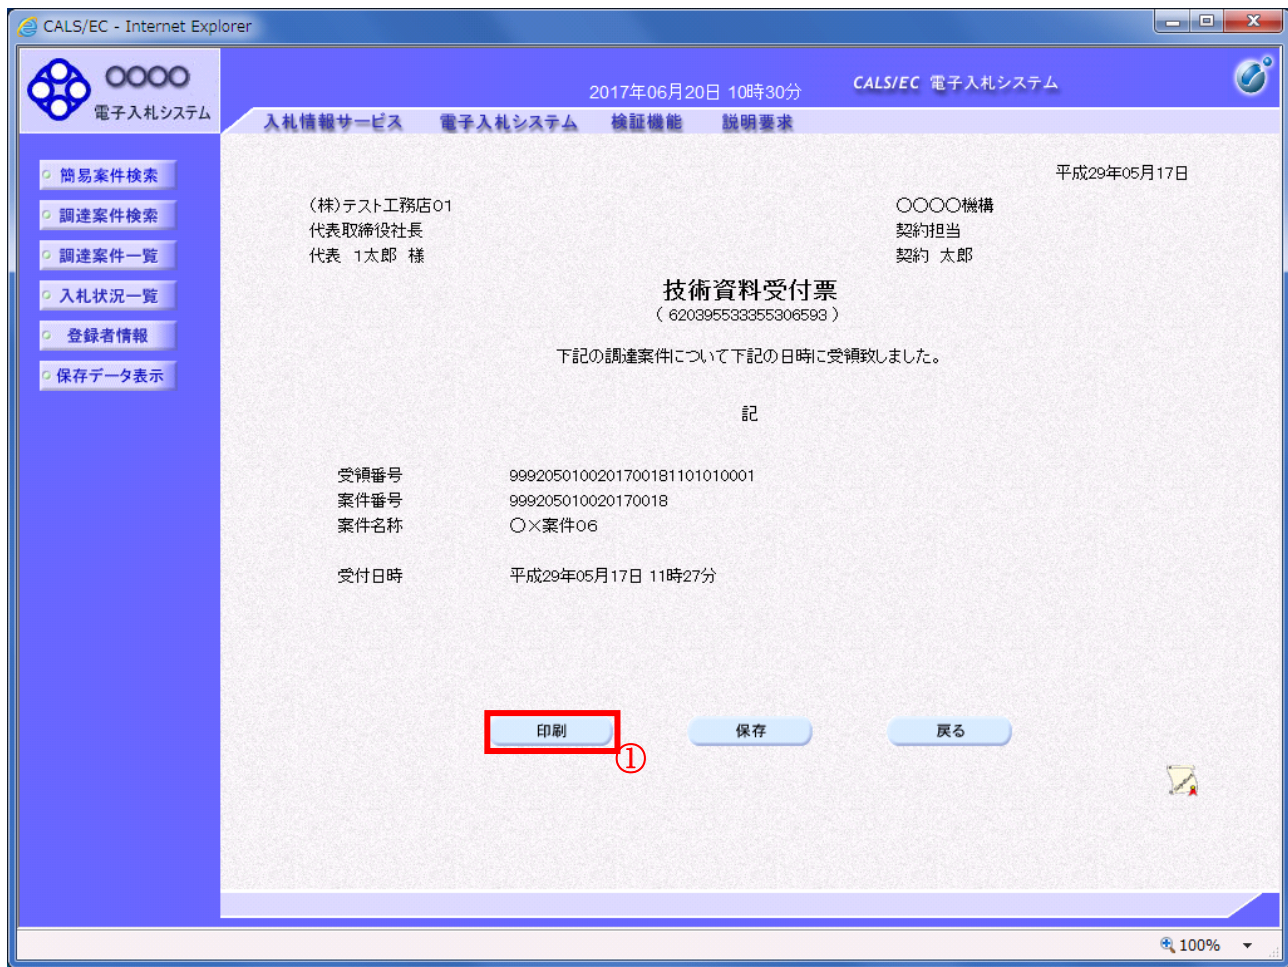 CALS/EC - Internet Explorer
○○○○
電子入札システム
2017年06月20日 10時30分
CALS/EC 電子入札システム
入札情報サービス 電子入札システム 検証機能 説明要求
簡易案件検索
調達案件検索
調達案件一覧
入札状況一覧
登録者情報
保存データ表示
平成29年05月17日
(株)テスト工務店01
代表取締役社長
代表 1太郎 様
○○○○機構
契約担当
契約 太郎
技術資料受付票
( 620395533355306593 )
下記の調達案件について下記の日時に受領致しました。
記
受領番号 9992050100201700181101010001
案件番号 999205010020170018
案件名称 ○×案件06
受付日時 平成29年05月17日 11時27分
印刷
①
保存
戻る
100%